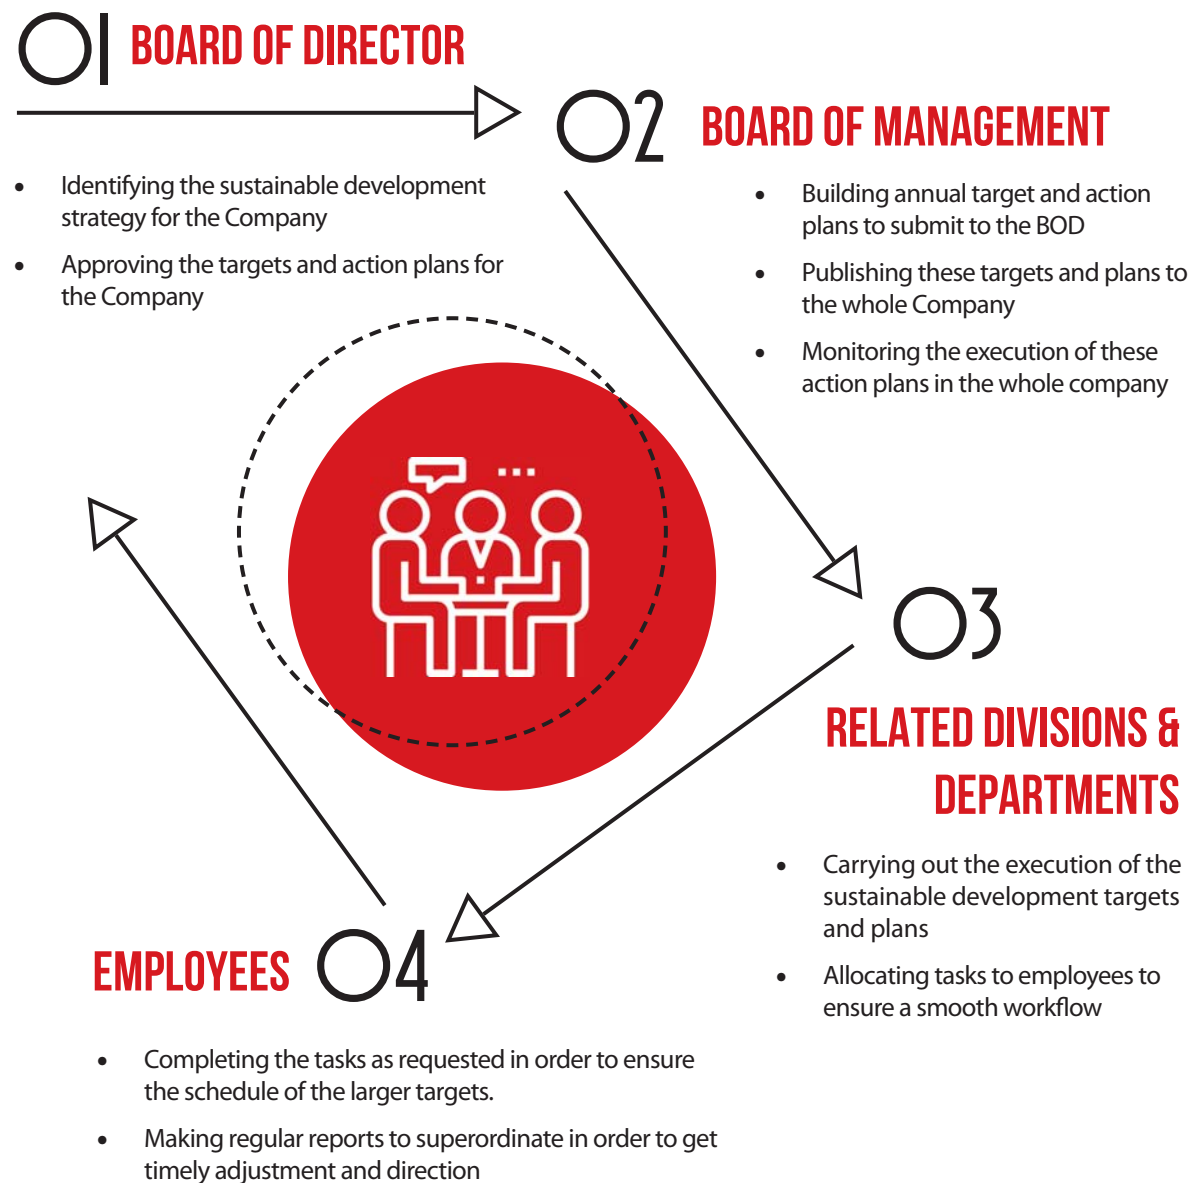 01 BOARD OF DIRECTOR
• Identifying the sustainable development
strategy for the Company
• Approving the targets and action plans for
the Company
02 BOARD OF MANAGEMENT
• Building annual target and action
plans to submit to the BOD
• Publishing these targets and plans to
the whole Company
• Monitoring the execution of these
action plans in the whole company
03
RELATED DIVISIONS &
DEPARTMENTS
• Carrying out the execution of the
sustainable development targets
and plans
• Allocating tasks to employees to
ensure a smooth workflow
EMPLOYEES 04
• Completing the tasks as requested in order to ensure
the schedule of the larger targets.
• Making regular reports to superordinate in order to get
timely adjustment and direction